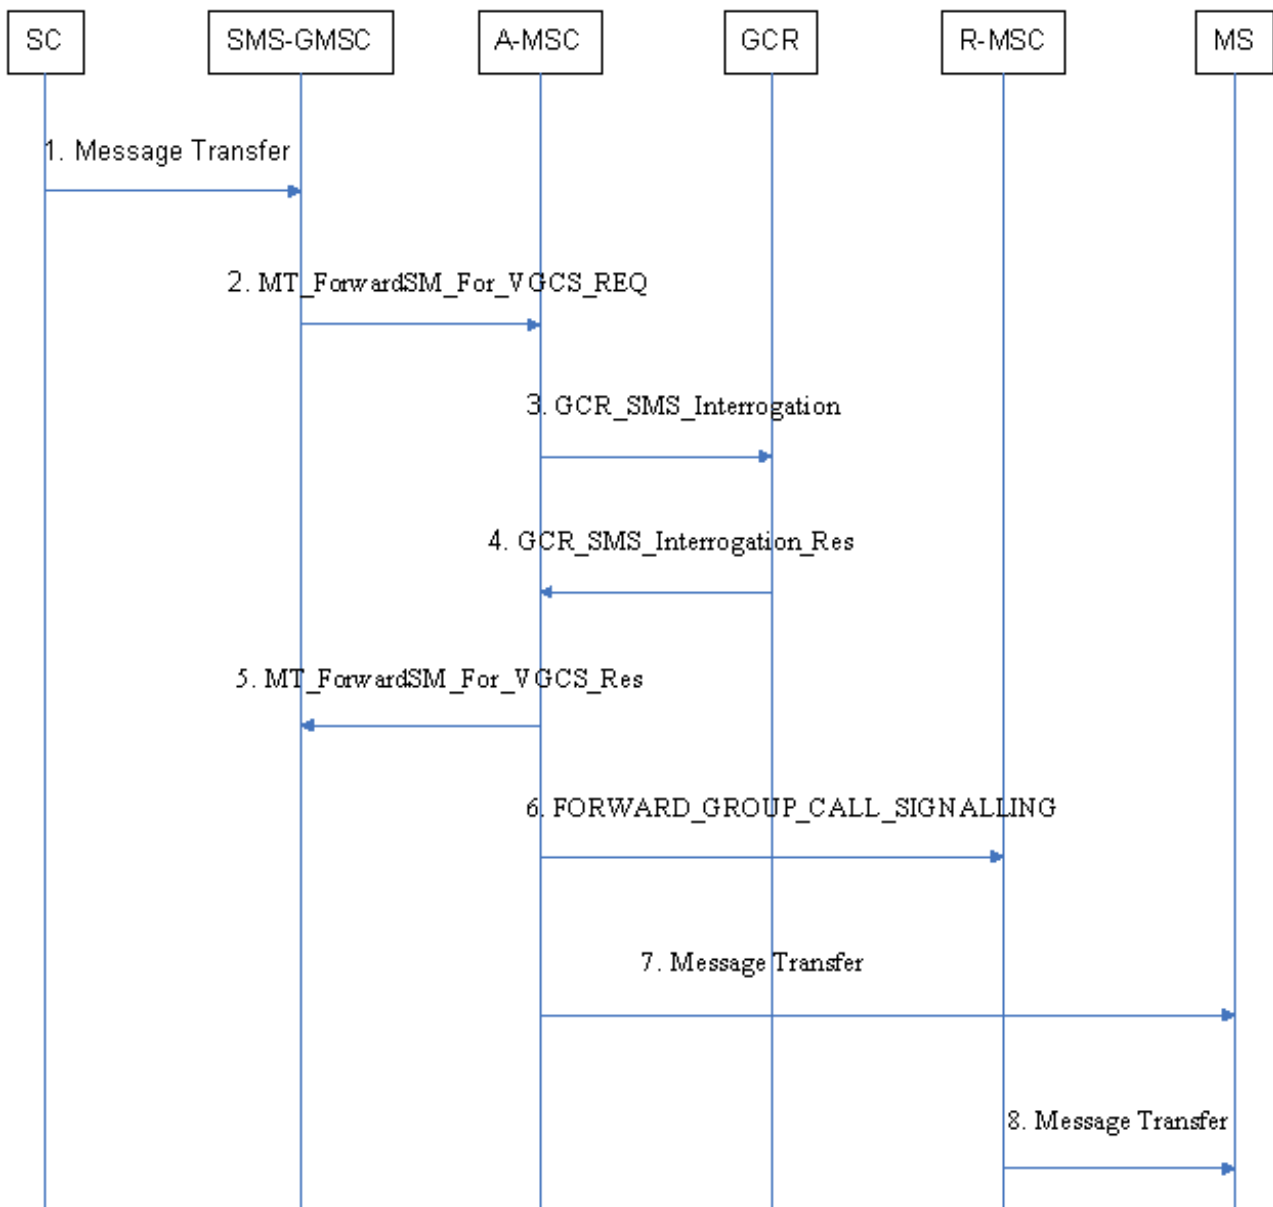 SC
SMS-GMSC
A-MSC
GCR
R-MSC
MS
1. Message Transfer
2. MT_ForwardSM_For_VGCS_REQ
3. GCR_SMS_Interrogation
4. GCR_SMS_Interrogation_Res
5. MT_ForwardSM_For_VGCS_Res
6. FORWARD_GROUP_CALL_SIGNALLING
7. Message Transfer
8. Message Transfer